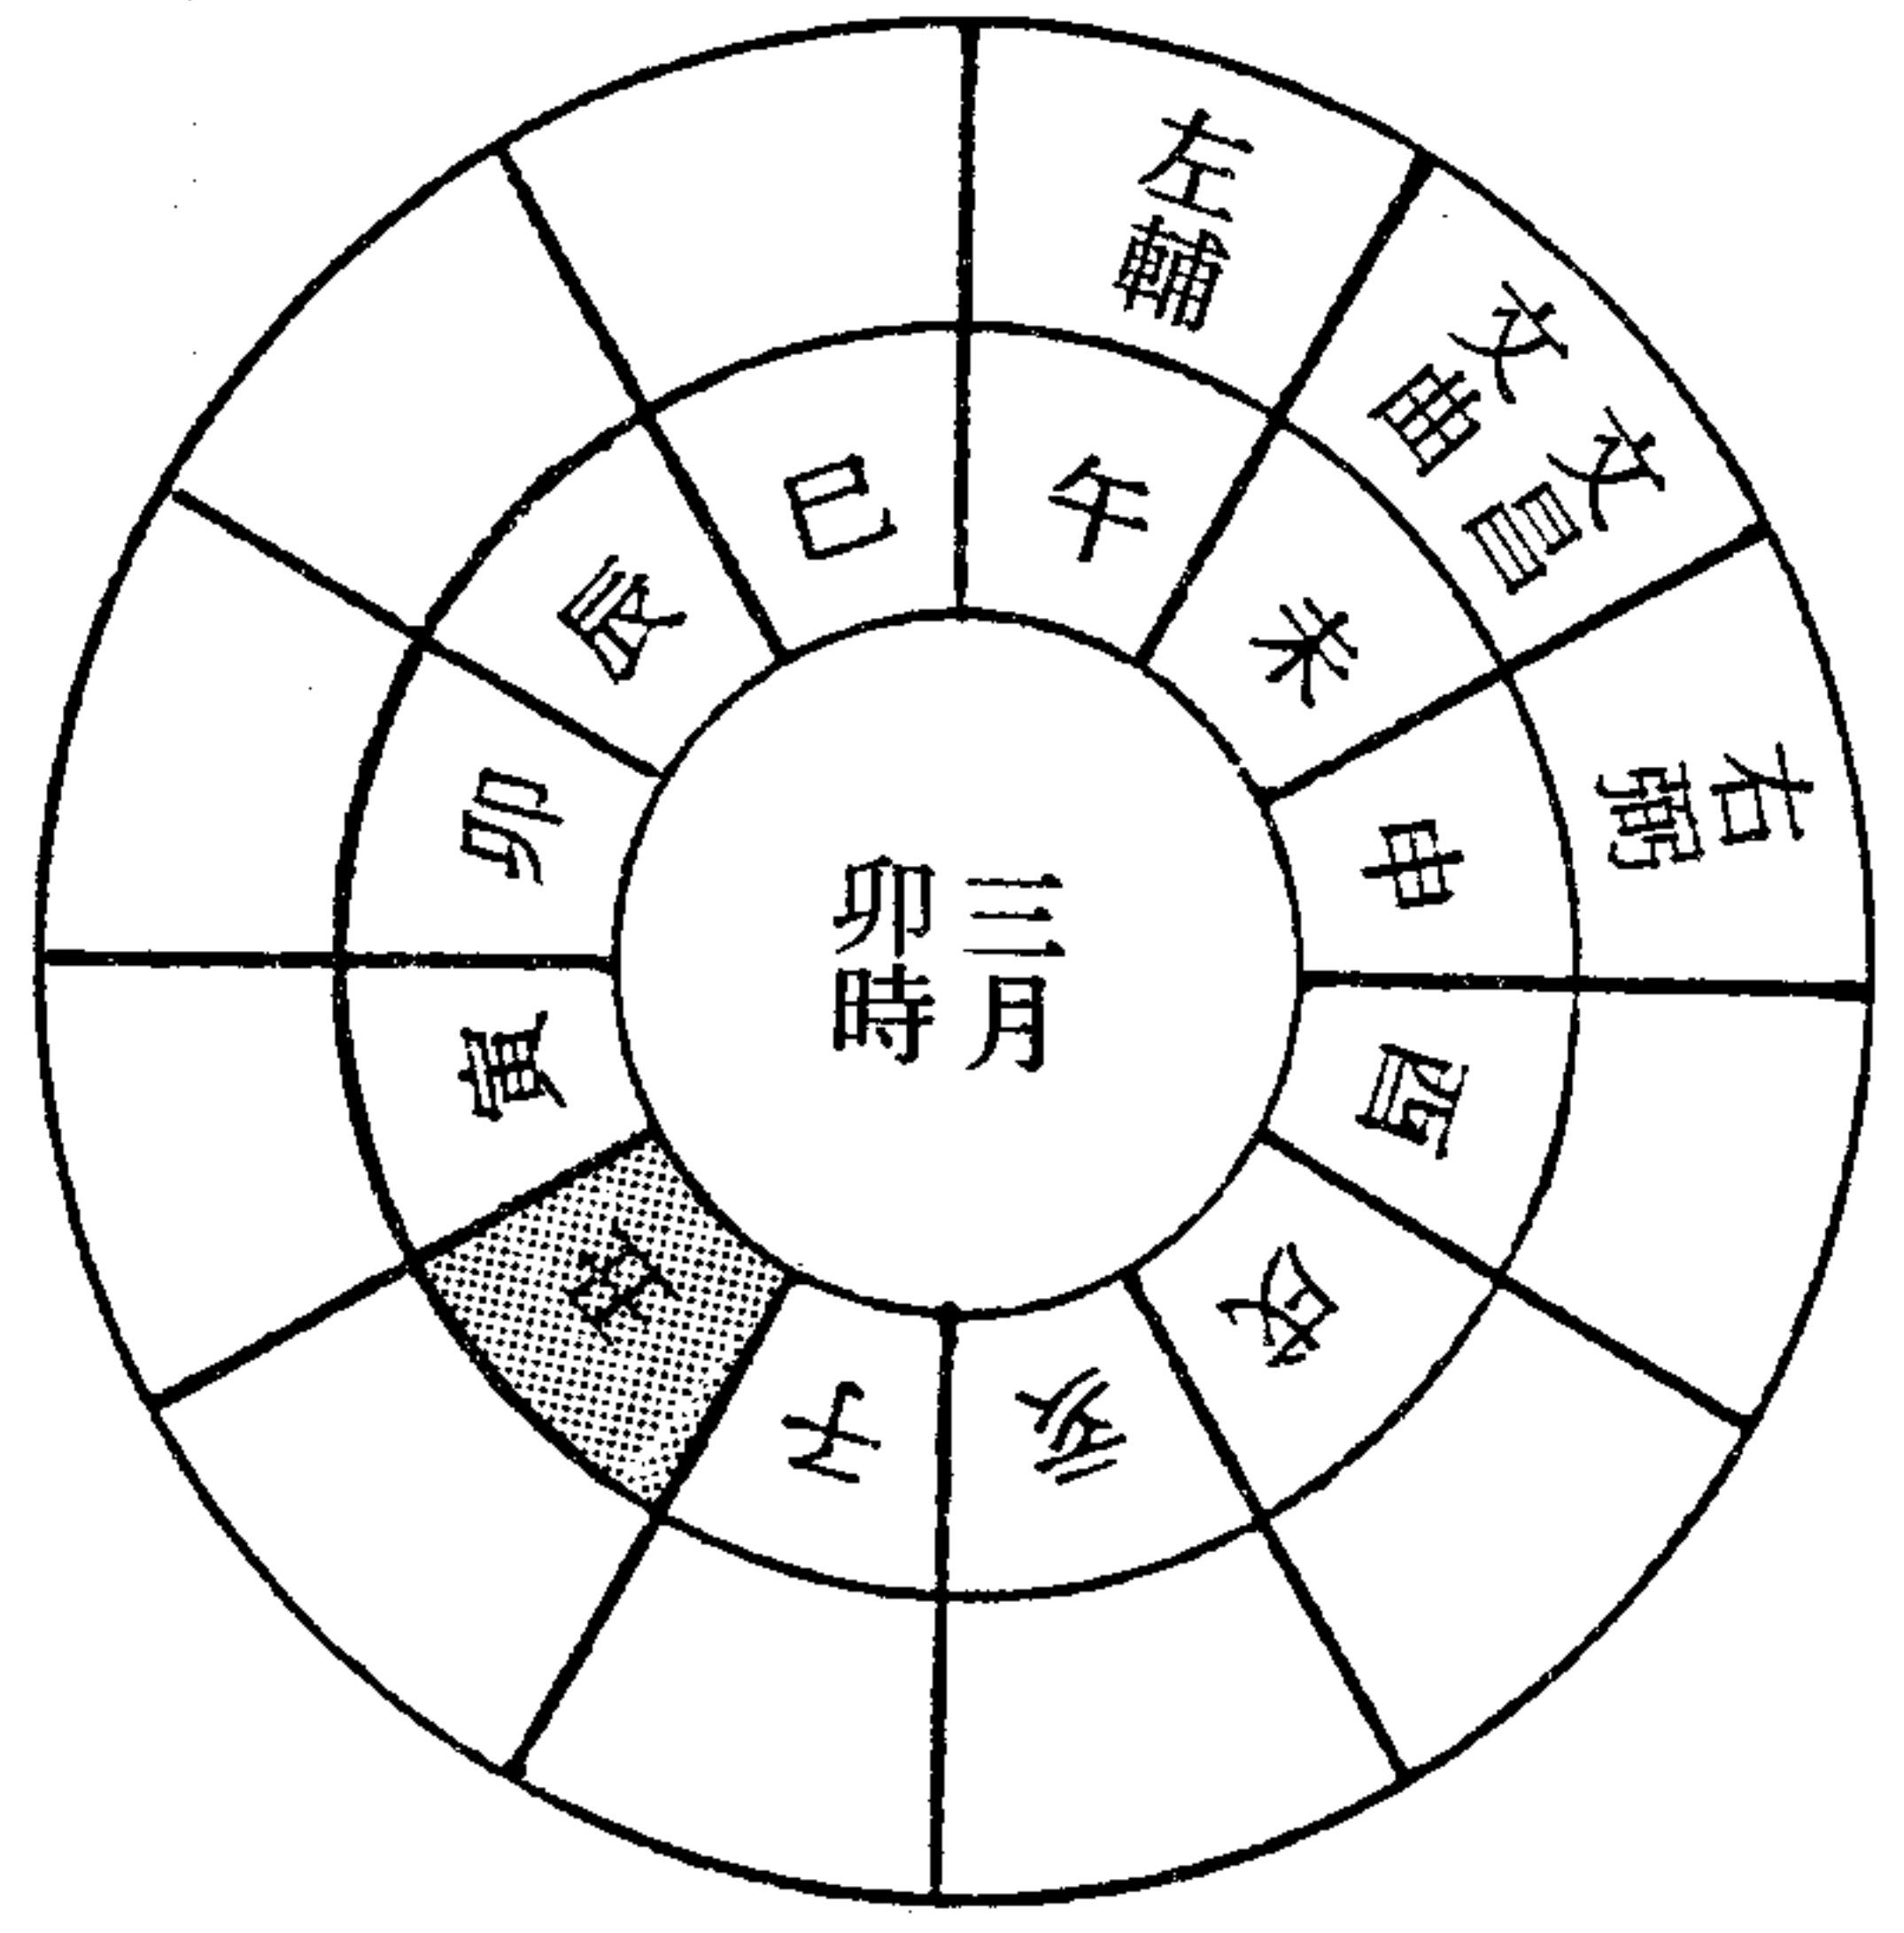 三月
卯時
子
丑
寅
卯
辰
巳
午
未
申
酉
戌
亥
左輔
文曲
文昌
右弼